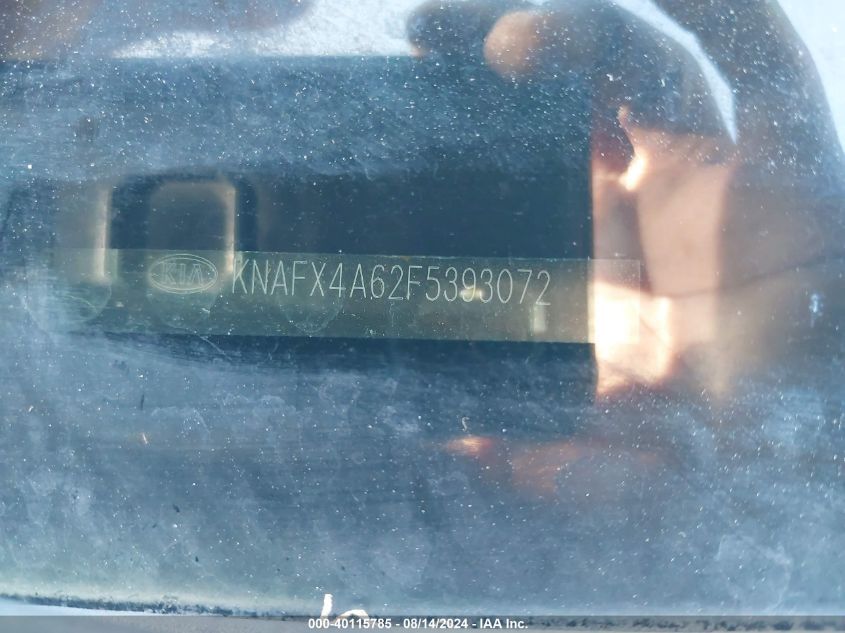 KIA KNAFX4A62F5393072
000-40115785 - 08/14/2024 - IAA Inc.